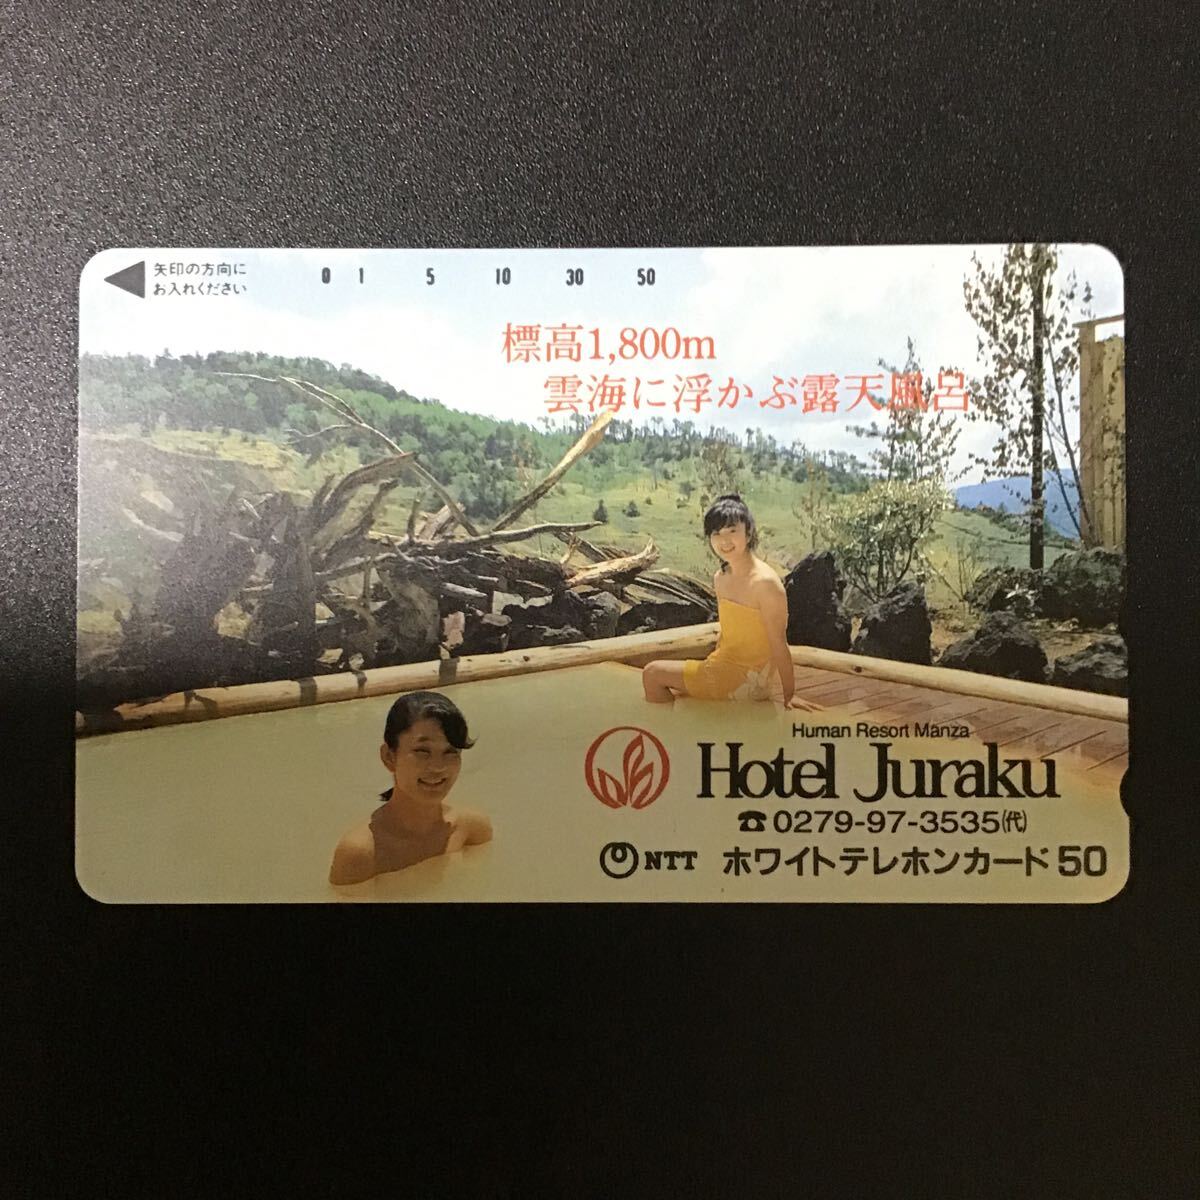 矢印の方向に
お入れください
0 1 5 10 30 50
標高1,800m
雲海に浮かぶ露天風呂
Human Resort Manza
Hotel Juraku
☎0279-97-3535㈹
NTT ホワイトテレホンカード50